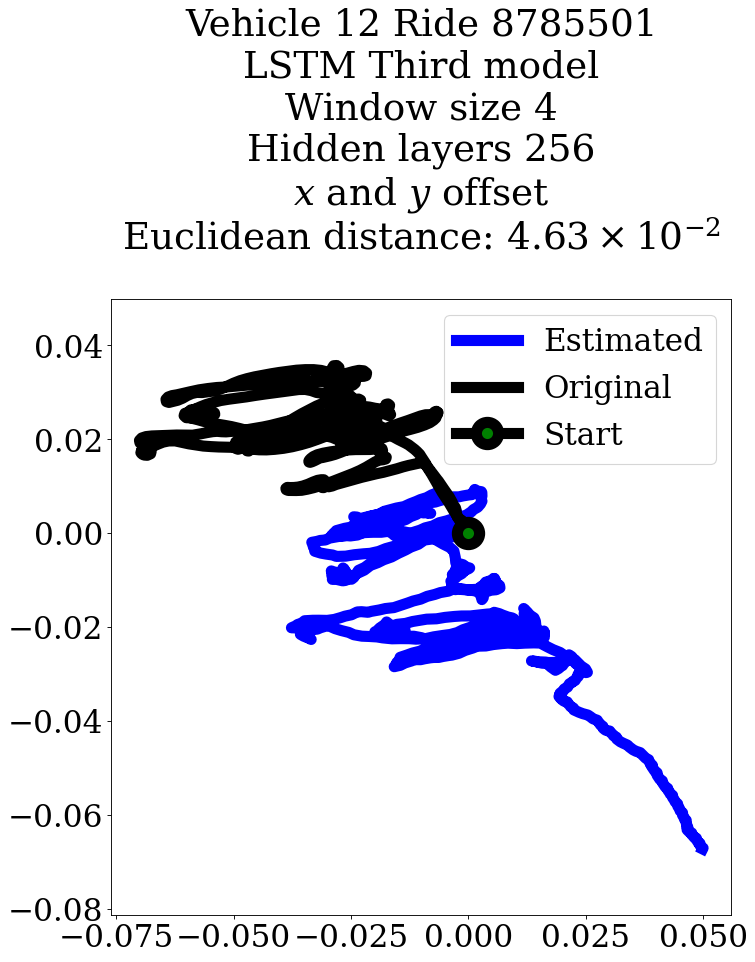 Vehicle 12 Ride 8785501
LSTM Third model
Window size 4
Hidden layers 256
x and y offset
Euclidean distance: 4.63 × 10⁻²
Estimated
Original
Start
0.04
0.02
0.00
−0.02
−0.04
−0.06
−0.08
−0.075 −0.050 −0.025 0.000 0.025 0.050